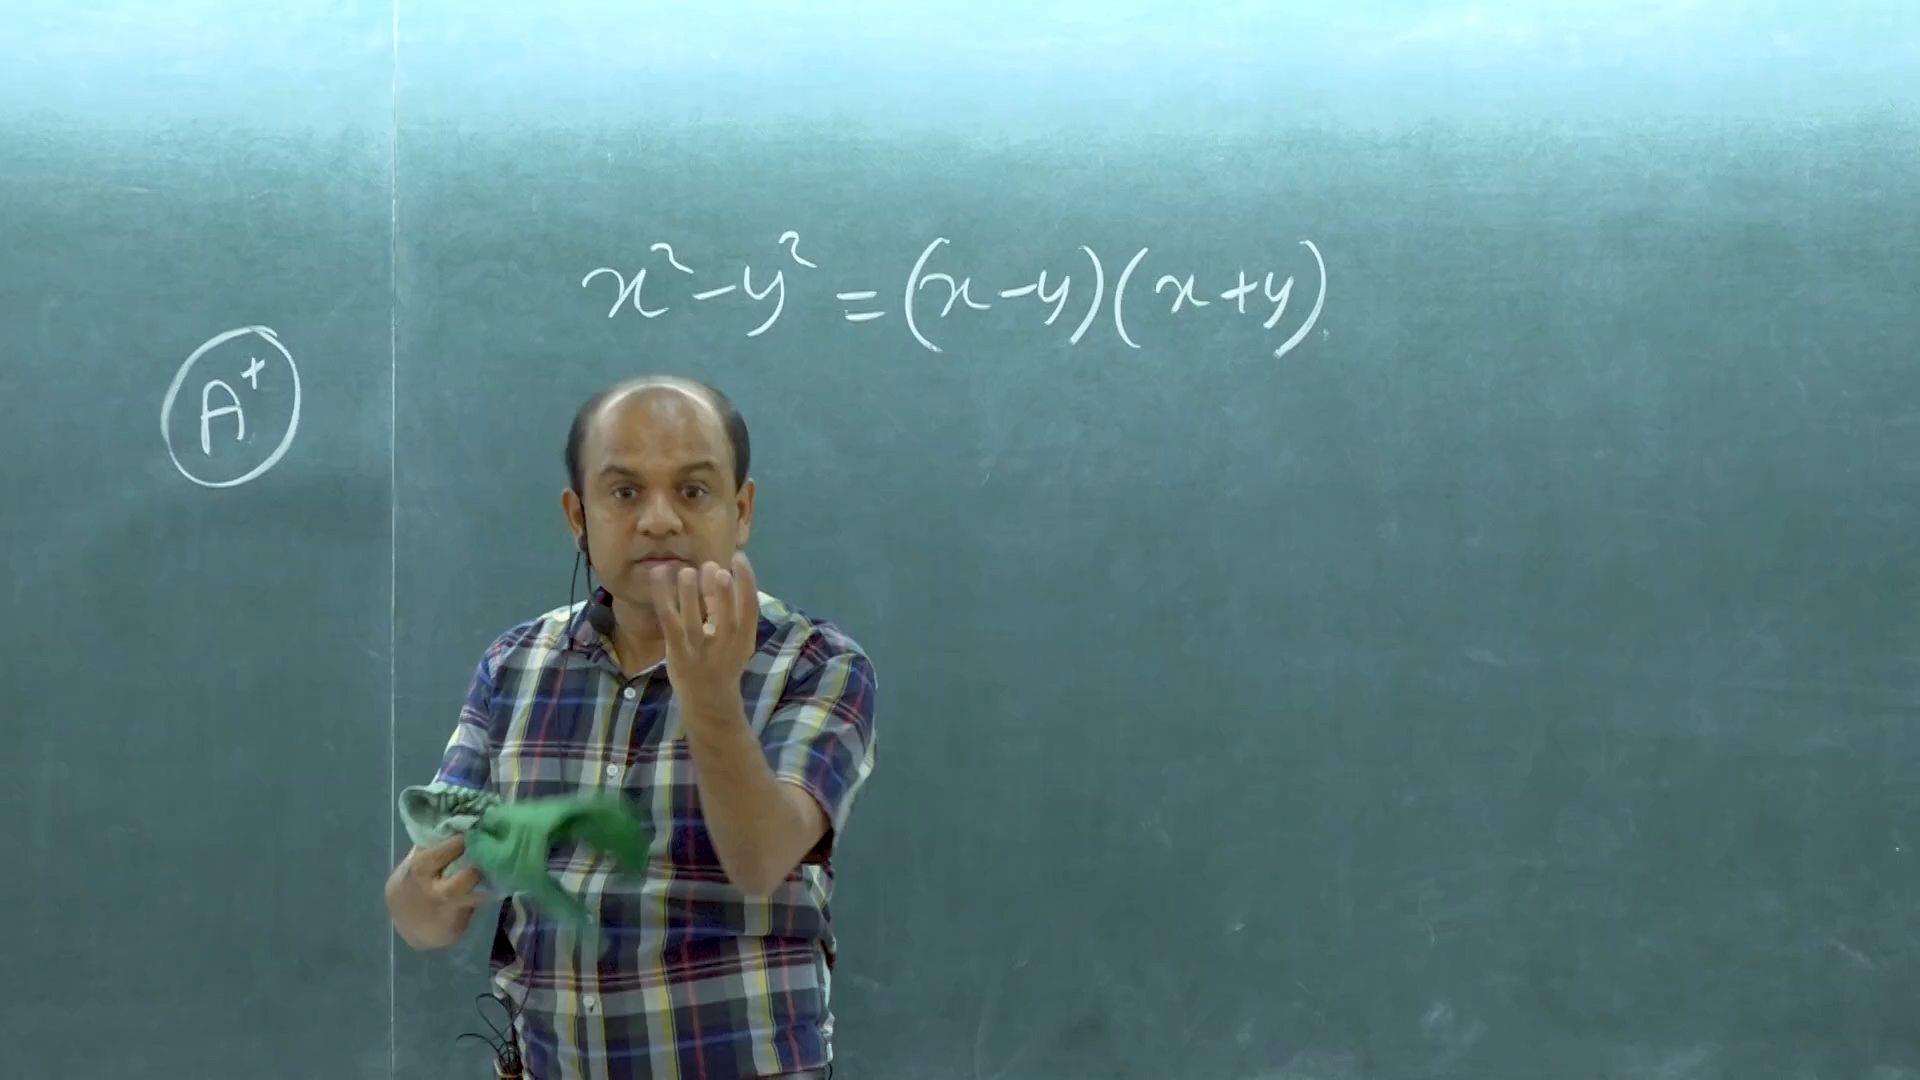 x² - y² = (x - y)(x + y)
A⁺